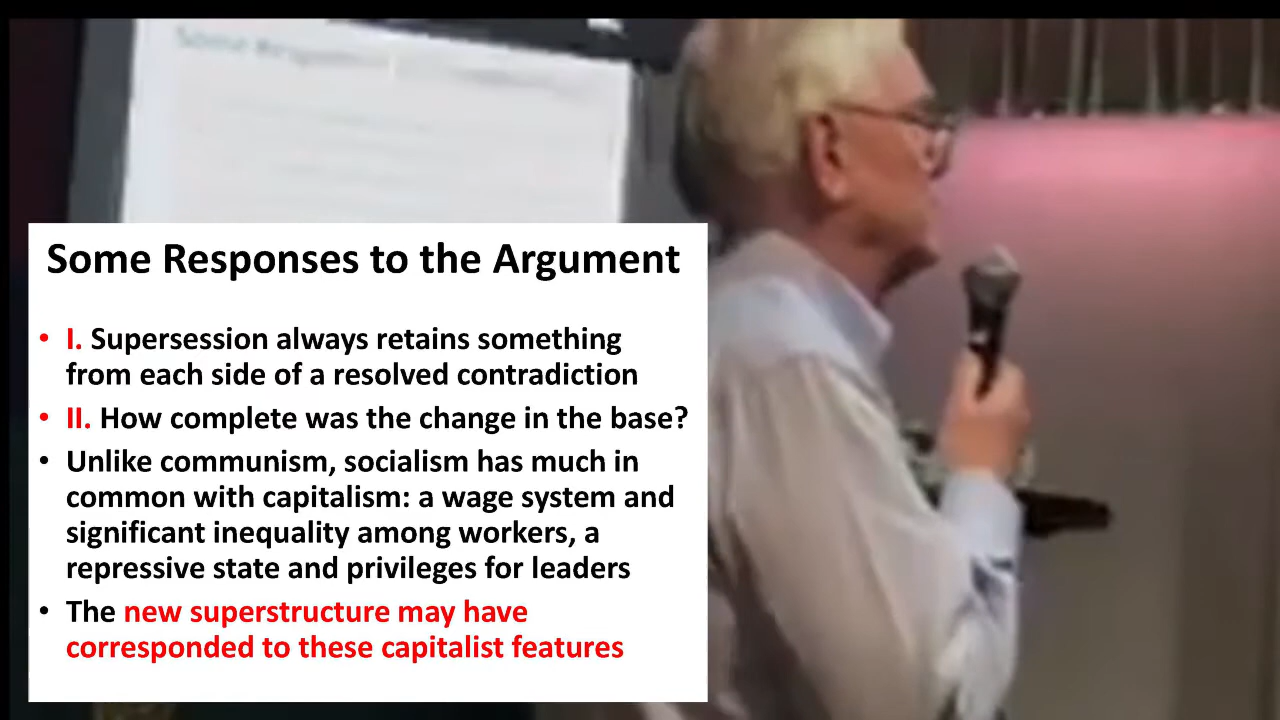 Some Respon
Some Responses to the Argument
• I. Supersession always retains something
from each side of a resolved contradiction
• II. How complete was the change in the base?
• Unlike communism, socialism has much in
common with capitalism: a wage system and
significant inequality among workers, a
repressive state and privileges for leaders
• The new superstructure may have
corresponded to these capitalist features